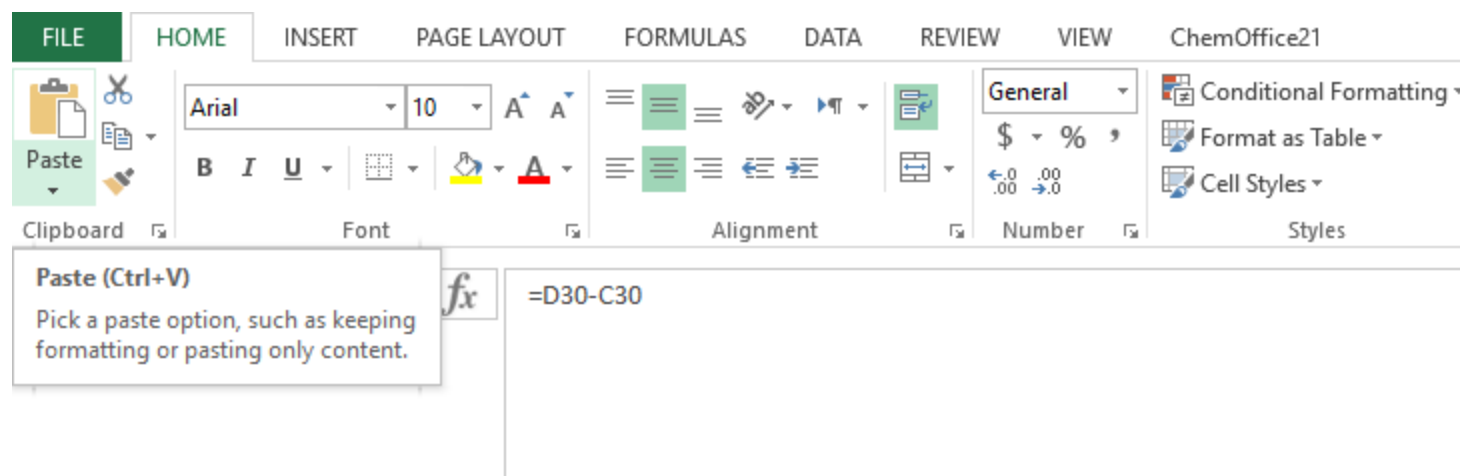 FILE HOME INSERT PAGE LAYOUT FORMULAS DATA REVIEW VIEW ChemOffice21
Paste
Arial 10
B I U
General
$ % ,
Conditional Formatting
Format as Table
Cell Styles
Clipboard Font Alignment Number Styles
Paste (Ctrl+V)
Pick a paste option, such as keeping
formatting or pasting only content.
fx =D30-C30